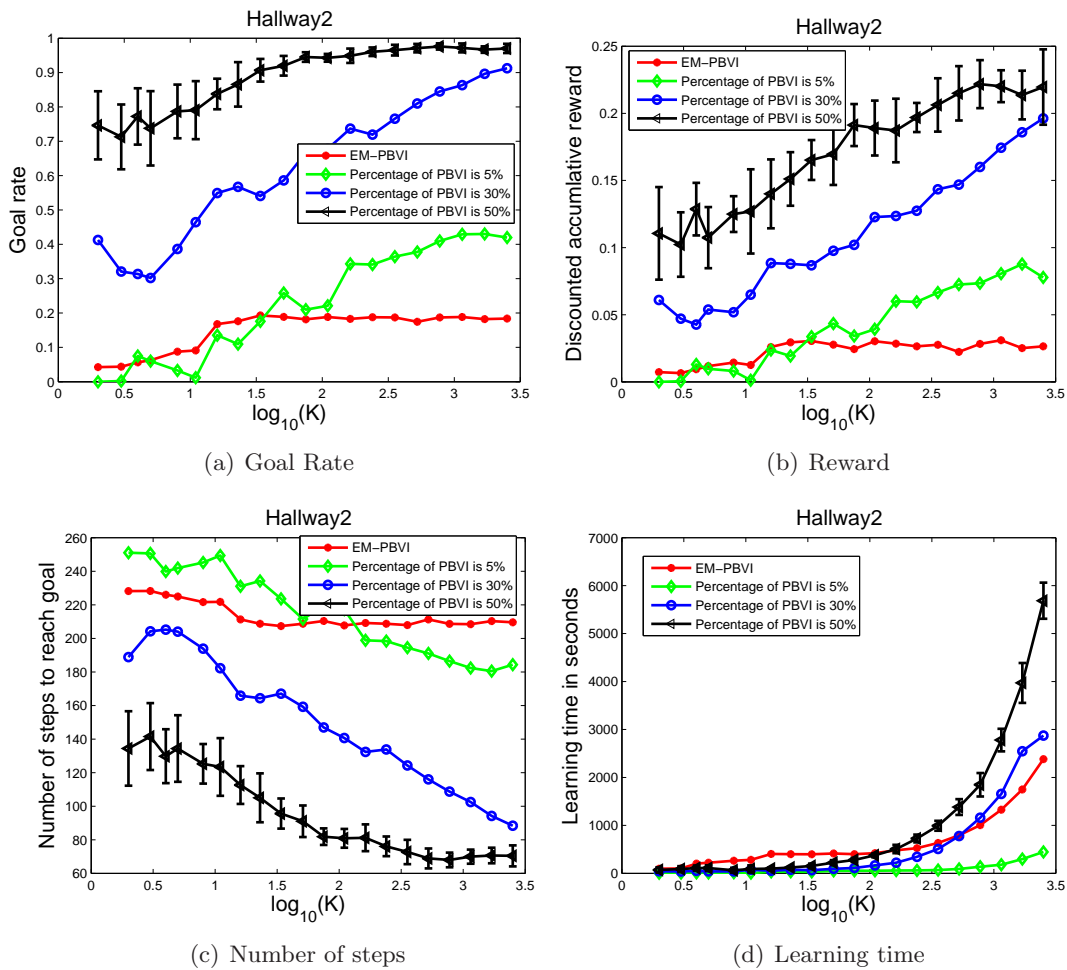 Hallway2
1
0.9
0.8
0.7
0.6
0.5
0.4
0.3
0.2
0.1
0
Goal rate
EM-PBVI
Percentage of PBVI is 5%
Percentage of PBVI is 30%
Percentage of PBVI is 50%
0 0.5 1 1.5 2 2.5 3 3.5
log10(K)
(a) Goal Rate
Hallway2
0.25
0.2
0.15
0.1
0.05
0
Discounted accumlative reward
EM-PBVI
Percentage of PBVI is 5%
Percentage of PBVI is 30%
Percentage of PBVI is 50%
0 0.5 1 1.5 2 2.5 3 3.5
log10(K)
(b) Reward
Hallway2
260
240
220
200
180
160
140
120
100
80
60
Number of steps to reach goal
EM-PBVI
Percentage of PBVI is 5%
Percentage of PBVI is 30%
Percentage of PBVI is 50%
0 0.5 1 1.5 2 2.5 3 3.5
log10(K)
(c) Number of steps
Hallway2
7000
6000
5000
4000
3000
2000
1000
0
Learning time in seconds
EM-PBVI
Percentage of PBVI is 5%
Percentage of PBVI is 30%
Percentage of PBVI is 50%
0 0.5 1 1.5 2 2.5 3 3.5
log10(K)
(d) Learning time